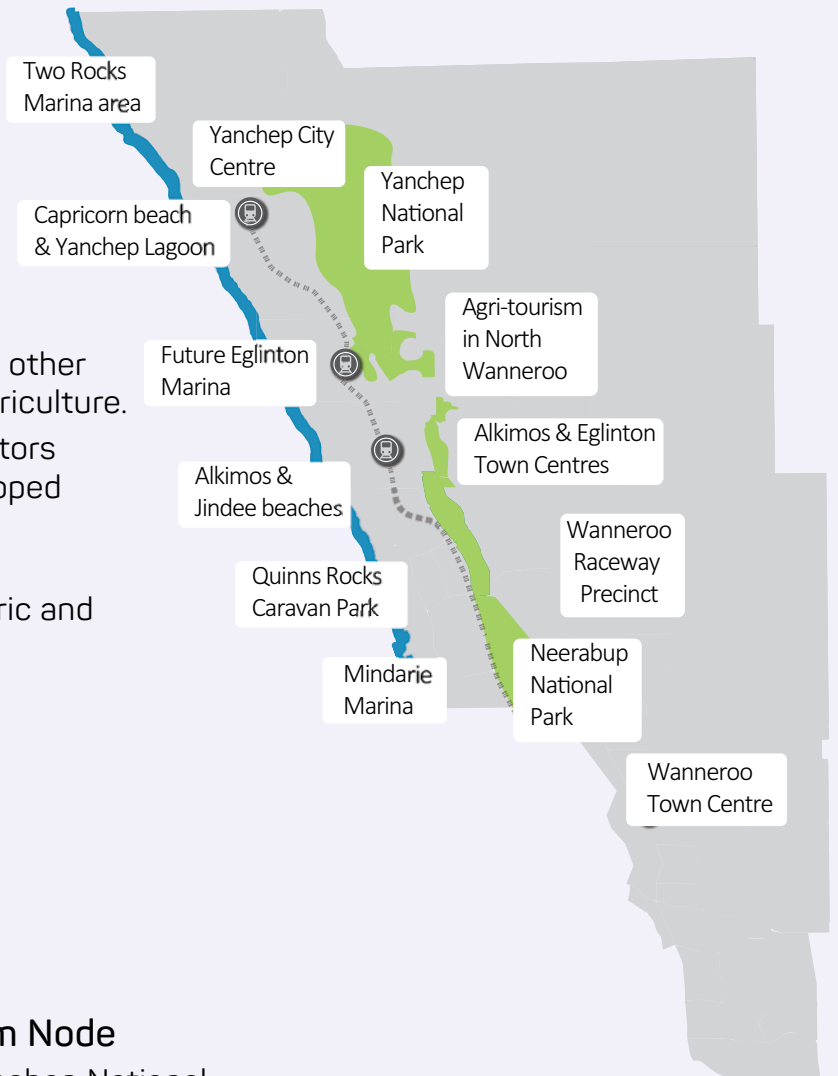 Two Rocks
Marina area
Yanchep City
Centre
Yanchep
National
Park
Capricorn beach
& Yanchep Lagoon
Agri-tourism
in North
Wanneroo
other
riculture.
Future Eglinton
Marina
tors
oped
Alkimos & Eglinton
Town Centres
Alkimos &
Jindee beaches
Wanneroo
Raceway
Precinct
Quinns Rocks
Caravan Park
ric and
Neerabup
National
Park
Mindarie
Marina
Wanneroo
Town Centre
m Node
National